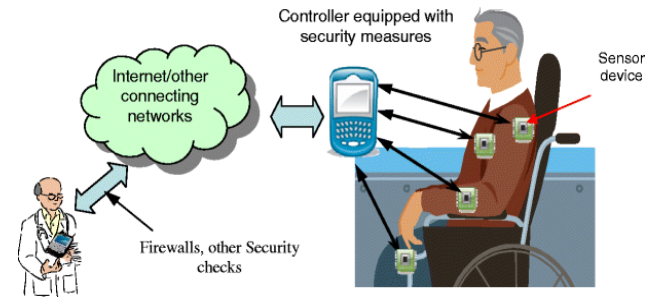 Controller equipped with
security measures
Sensor
device
Internet/other
connecting
networks
Firewalls, other Security
checks